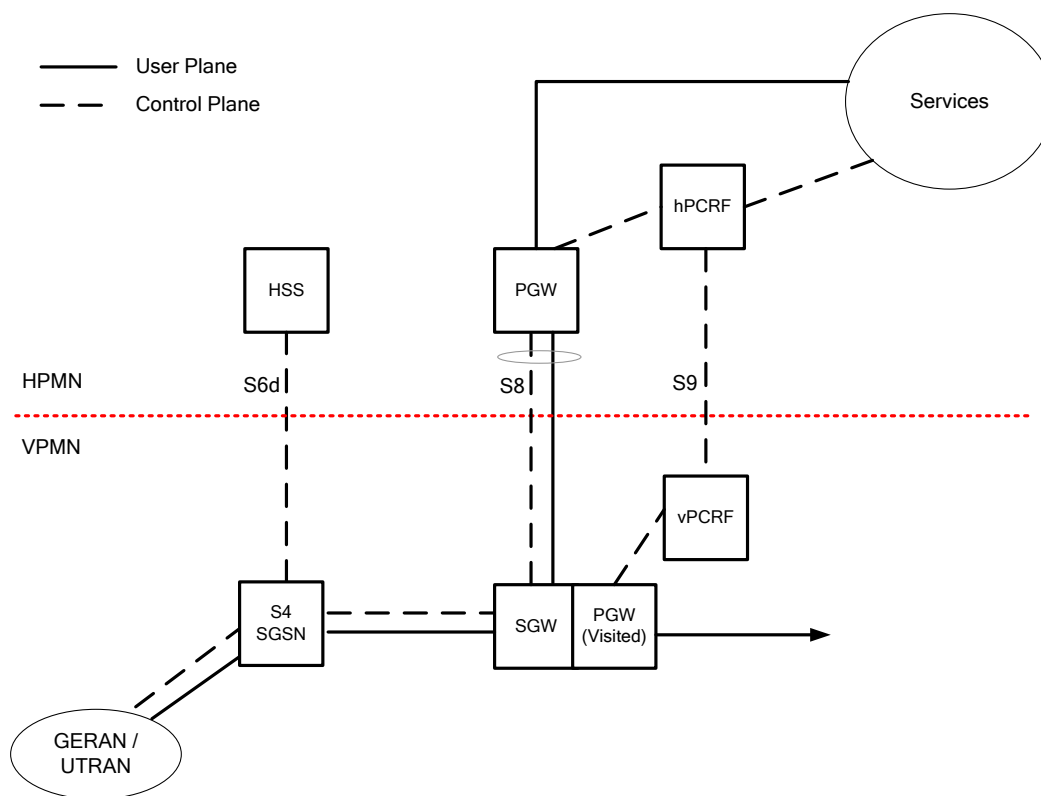 User Plane
Control Plane
Services
hPCRF
HSS
PGW
HPMN
S6d
S8
S9
VPMN
vPCRF
S4
SGSN
SGW
PGW
(Visited)
GERAN /
UTRAN